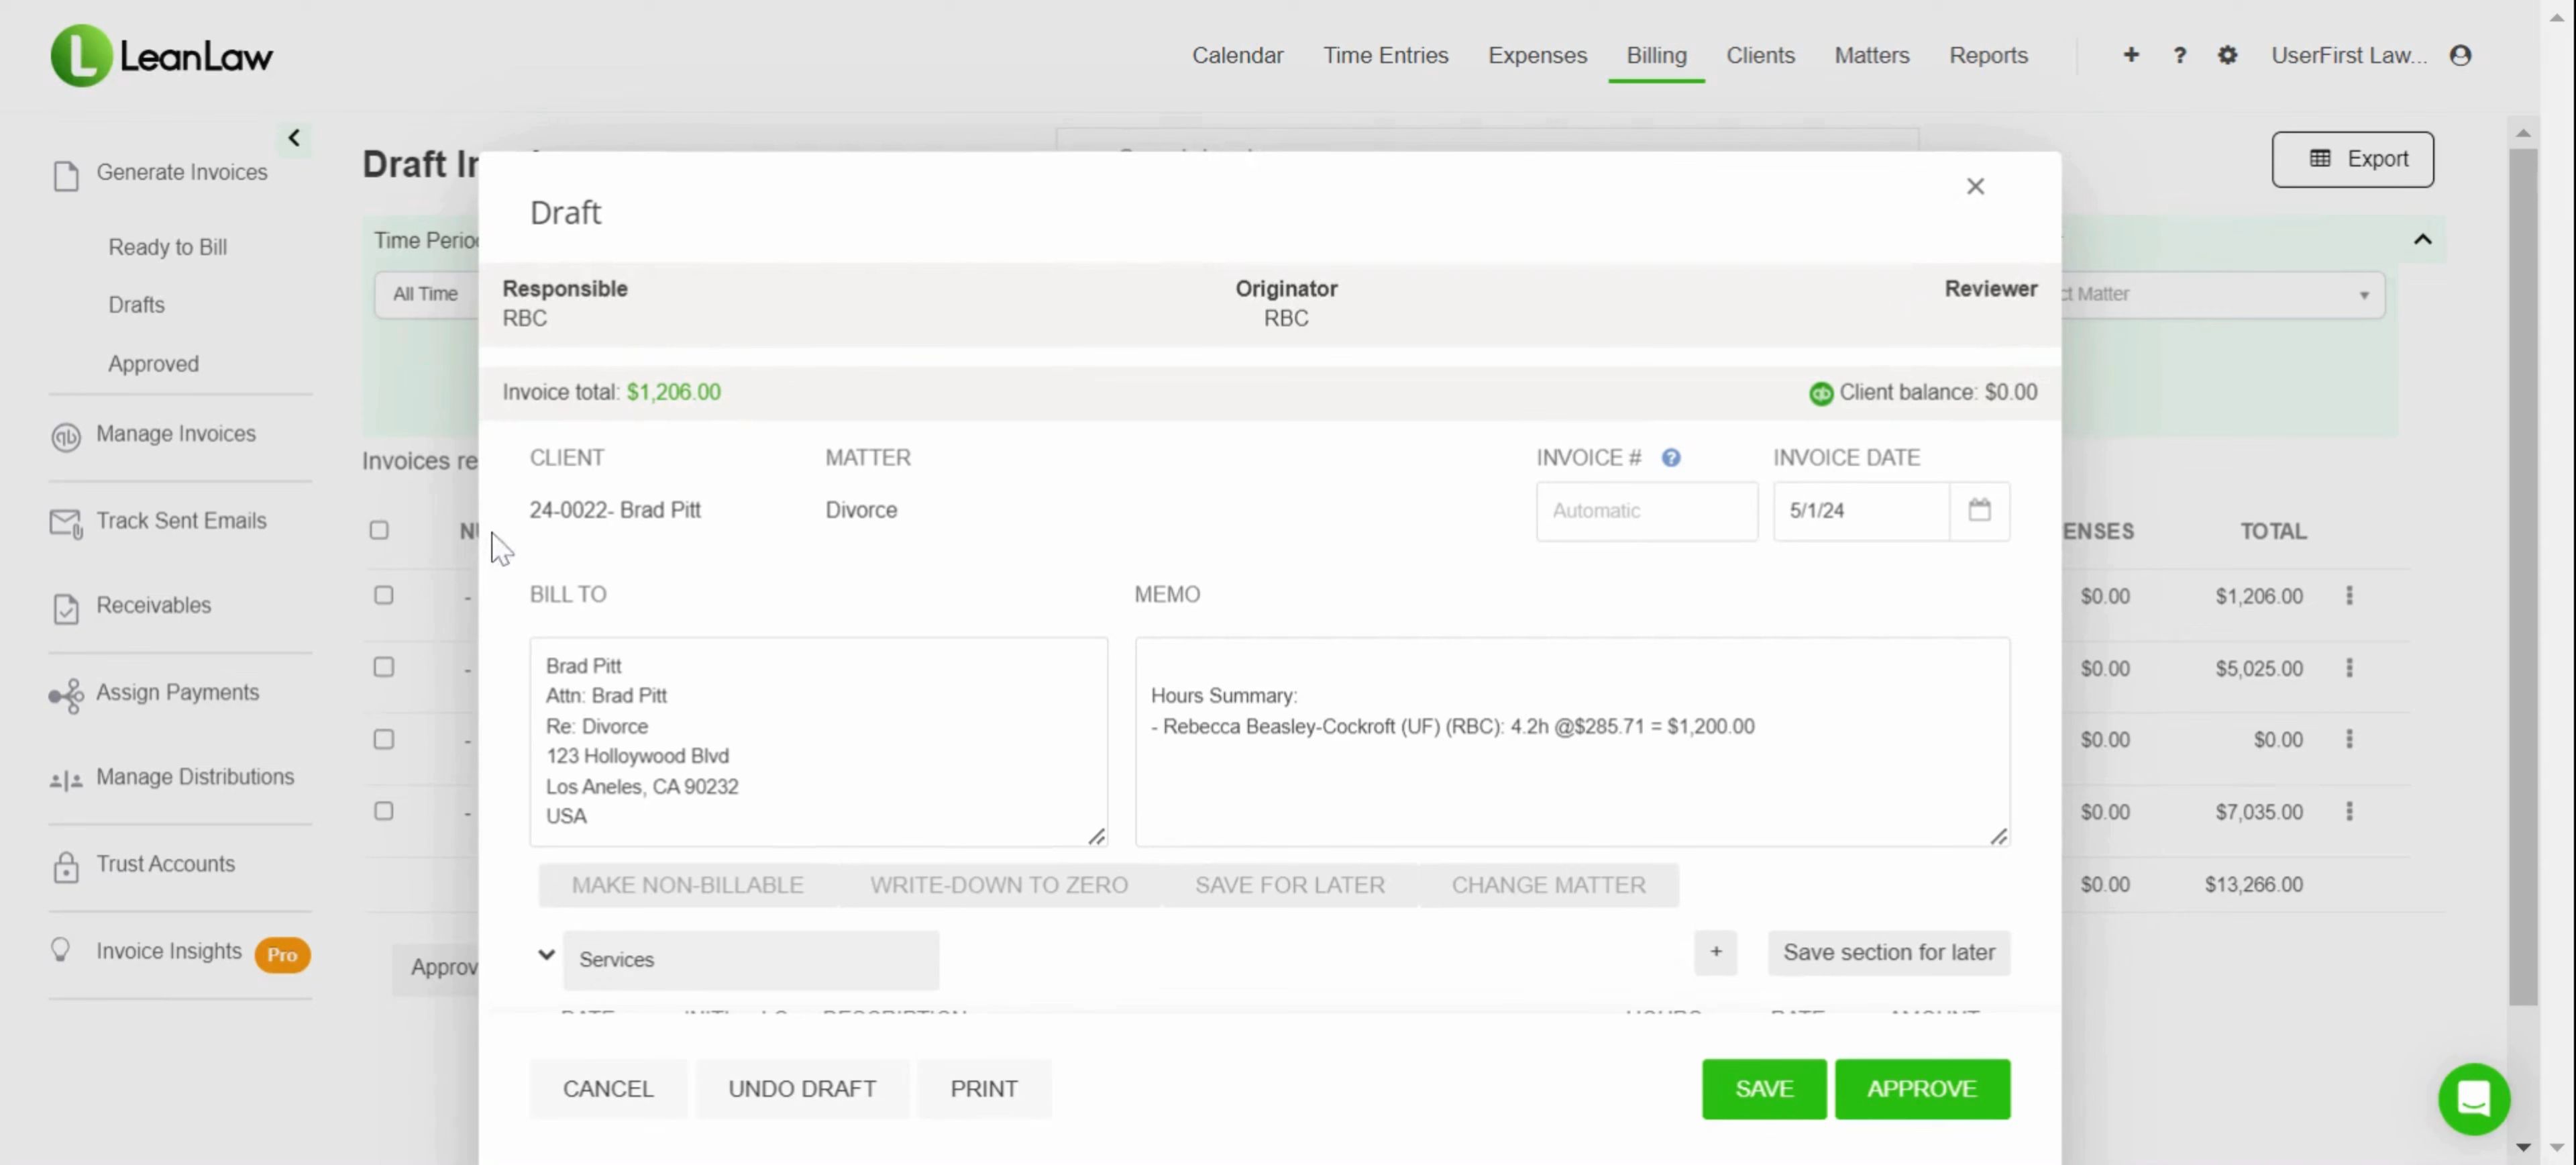 LeanLaw
Calendar Time Entries Expenses Billing Clients Matters Reports + ? UserFirst Law...
Generate Invoices
Ready to Bill
Drafts
Approved
Manage Invoices
Track Sent Emails
Receivables
Assign Payments
Manage Distributions
Trust Accounts
Invoice Insights Pro
Draft
Export
All Time
Draft
Responsible Originator Reviewer
RBC RBC
Matter
Invoice total: $1,206.00 qb Client balance: $0.00
CLIENT MATTER INVOICE # ? INVOICE DATE
24-0022- Brad Pitt Divorce Automatic 5/1/24
BILL TO MEMO
Brad Pitt
Attn: Brad Pitt
Re: Divorce
123 Holloywood Blvd
Los Aneles, CA 90232
USA
Hours Summary:
- Rebecca Beasley-Cockroft (UF) (RBC): 4.2h @$285.71 = $1,200.00
MAKE NON-BILLABLE WRITE-DOWN TO ZERO SAVE FOR LATER CHANGE MATTER
Services + Save section for later
CANCEL UNDO DRAFT PRINT SAVE APPROVE
Invoices
TOTAL
- $0.00 $1,206.00
- $0.00 $5,025.00
- $0.00 $0.00
- $0.00 $7,035.00
$0.00 $13,266.00